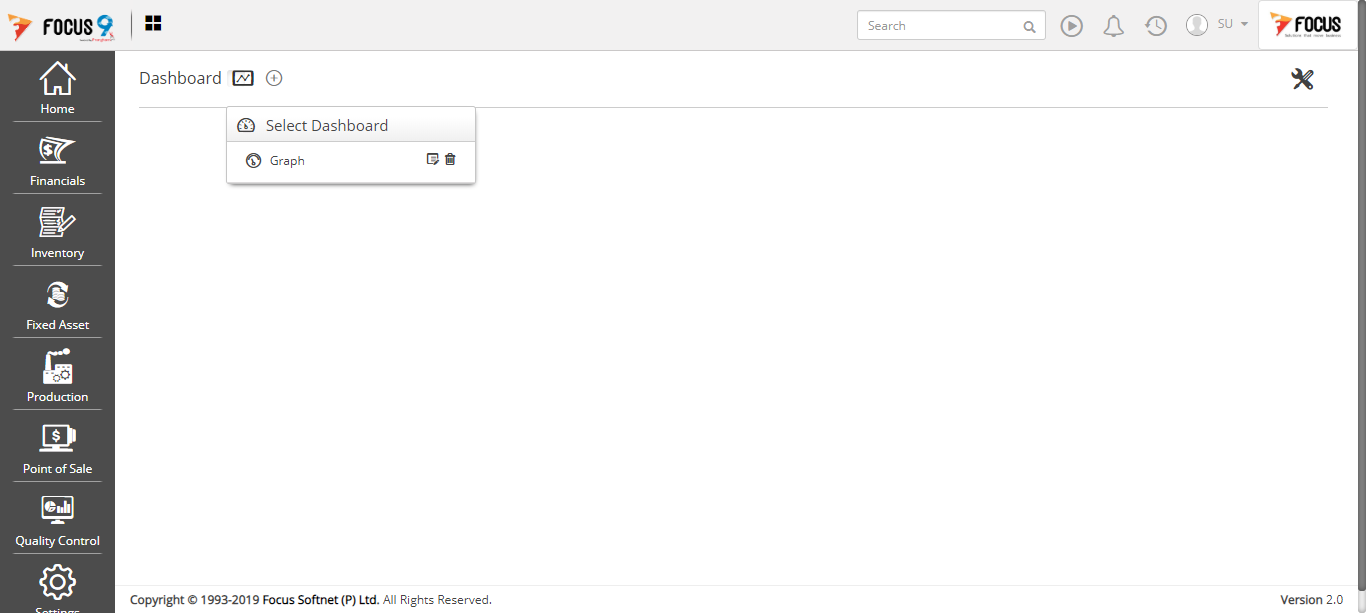 FOCUS 9
Search
SU
FOCUS
Dashboard
Select Dashboard
Graph
Home
Financials
Inventory
Fixed Asset
Production
Point of Sale
Quality Control
Settings
Copyright © 1993-2019 Focus Softnet (P) Ltd. All Rights Reserved.
Version 2.0